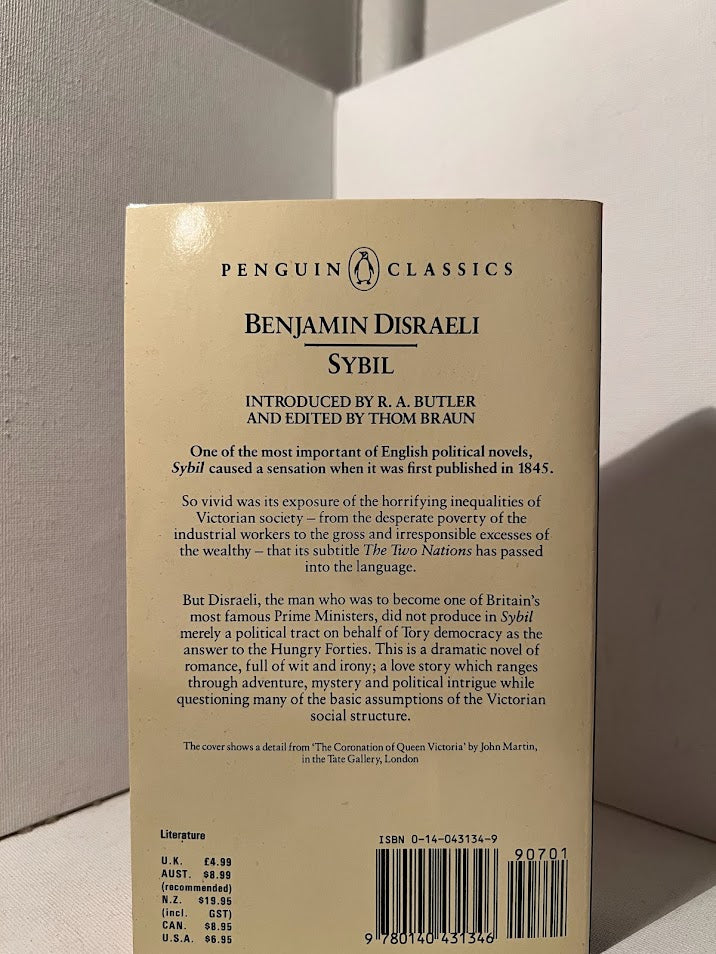 PENGUIN CLASSICS
BENJAMIN DISRAELI
SYBIL
INTRODUCED BY R. A. BUTLER
AND EDITED BY THOM BRAUN
One of the most important of English political novels,
Sybil caused a sensation when it was first published in 1845.
So vivid was its exposure of the horrifying inequalities of
Victorian society – from the desperate poverty of the
industrial workers to the gross and irresponsible excesses of
the wealthy – that its subtitle The Two Nations has passed
into the language.
But Disraeli, the man who was to become one of Britain's
most famous Prime Ministers, did not produce in Sybil
merely a political tract on behalf of Tory democracy as the
answer to the Hungry Forties. This is a dramatic novel of
romance, full of wit and irony; a love story which ranges
through adventure, mystery and political intrigue while
questioning many of the basic assumptions of the Victorian
social structure.
The cover shows a detail from 'The Coronation of Queen Victoria' by John Martin,
in the Tate Gallery, London
Literature
U.K. £4.99
AUST. $8.99
(recommended)
N.Z. $19.95
(incl. GST)
CAN. $8.95
U.S.A. $6.95
ISBN 0-14-043134-9
90701
9 780140 431346